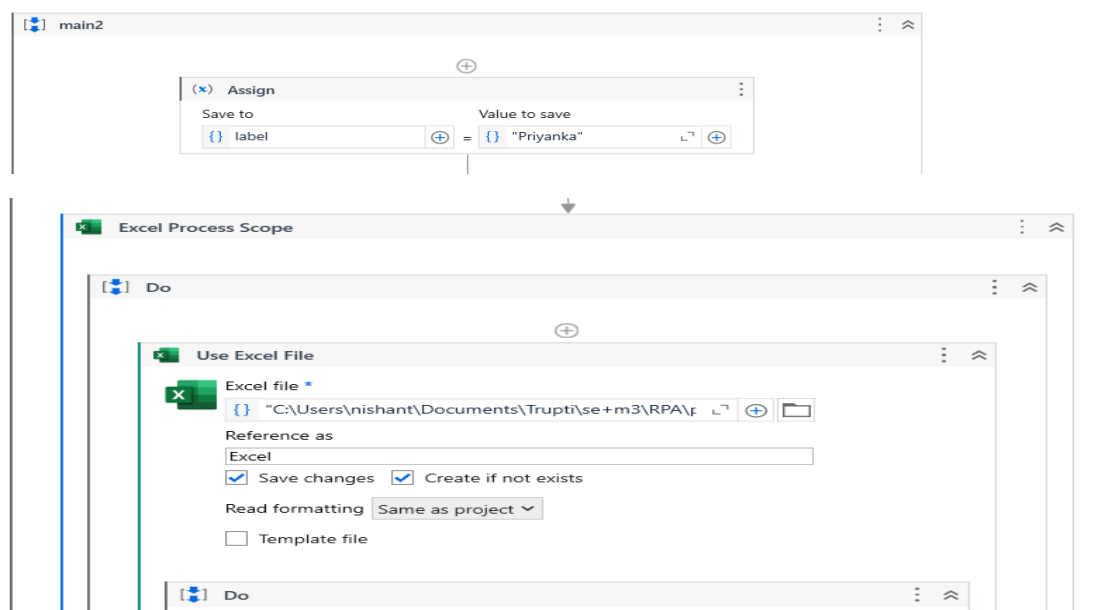 main2
Assign
Save to Value to save
label = "Priyanka"
Excel Process Scope
Do
Use Excel File
Excel file *
"C:\Users\nishant\Documents\Trupti\se+m3\RPA\
Reference as
Excel
Save changes Create if not exists
Read formatting Same as project
Template file
Do